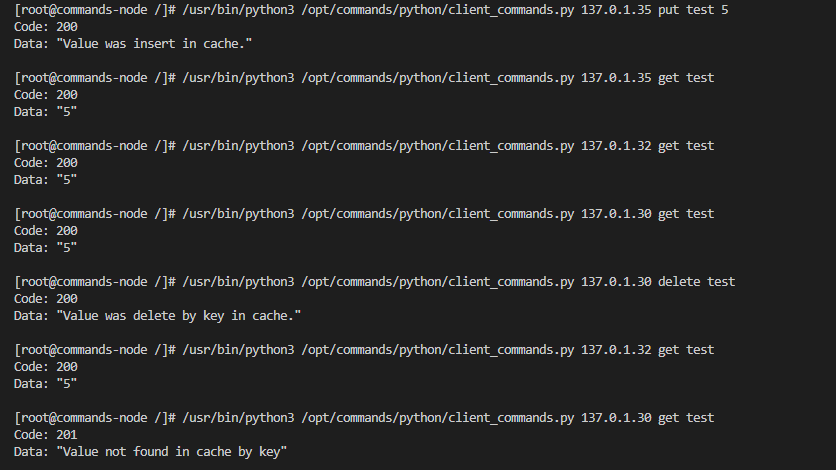 [root@commands-node /]# /usr/bin/python3 /opt/commands/python/client_commands.py 137.0.1.35 put test 5
Code: 200
Data: "Value was insert in cache."
[root@commands-node /]# /usr/bin/python3 /opt/commands/python/client_commands.py 137.0.1.35 get test
Code: 200
Data: "5"
[root@commands-node /]# /usr/bin/python3 /opt/commands/python/client_commands.py 137.0.1.32 get test
Code: 200
Data: "5"
[root@commands-node /]# /usr/bin/python3 /opt/commands/python/client_commands.py 137.0.1.30 get test
Code: 200
Data: "5"
[root@commands-node /]# /usr/bin/python3 /opt/commands/python/client_commands.py 137.0.1.30 delete test
Code: 200
Data: "Value was delete by key in cache."
[root@commands-node /]# /usr/bin/python3 /opt/commands/python/client_commands.py 137.0.1.32 get test
Code: 200
Data: "5"
[root@commands-node /]# /usr/bin/python3 /opt/commands/python/client_commands.py 137.0.1.30 get test
Code: 201
Data: "Value not found in cache by key"